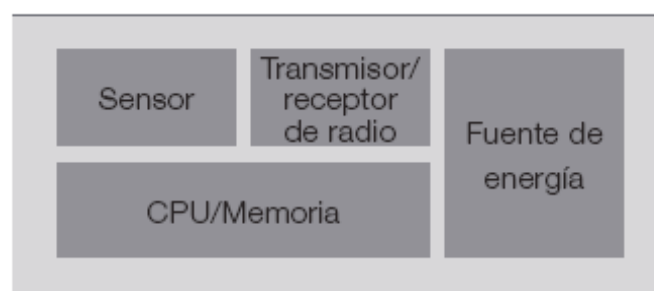 Sensor
Transmisor/
receptor
de radio
Fuente de
energía
CPU/Memoria